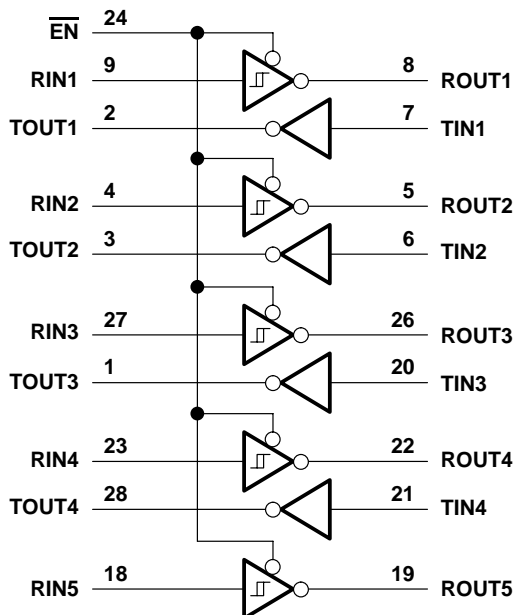 EN 24
RIN1 9 8 ROUT1
TOUT1 2 7 TIN1
RIN2 4 5 ROUT2
TOUT2 3 6 TIN2
RIN3 27 26 ROUT3
TOUT3 1 20 TIN3
RIN4 23 22 ROUT4
TOUT4 28 21 TIN4
RIN5 18 19 ROUT5